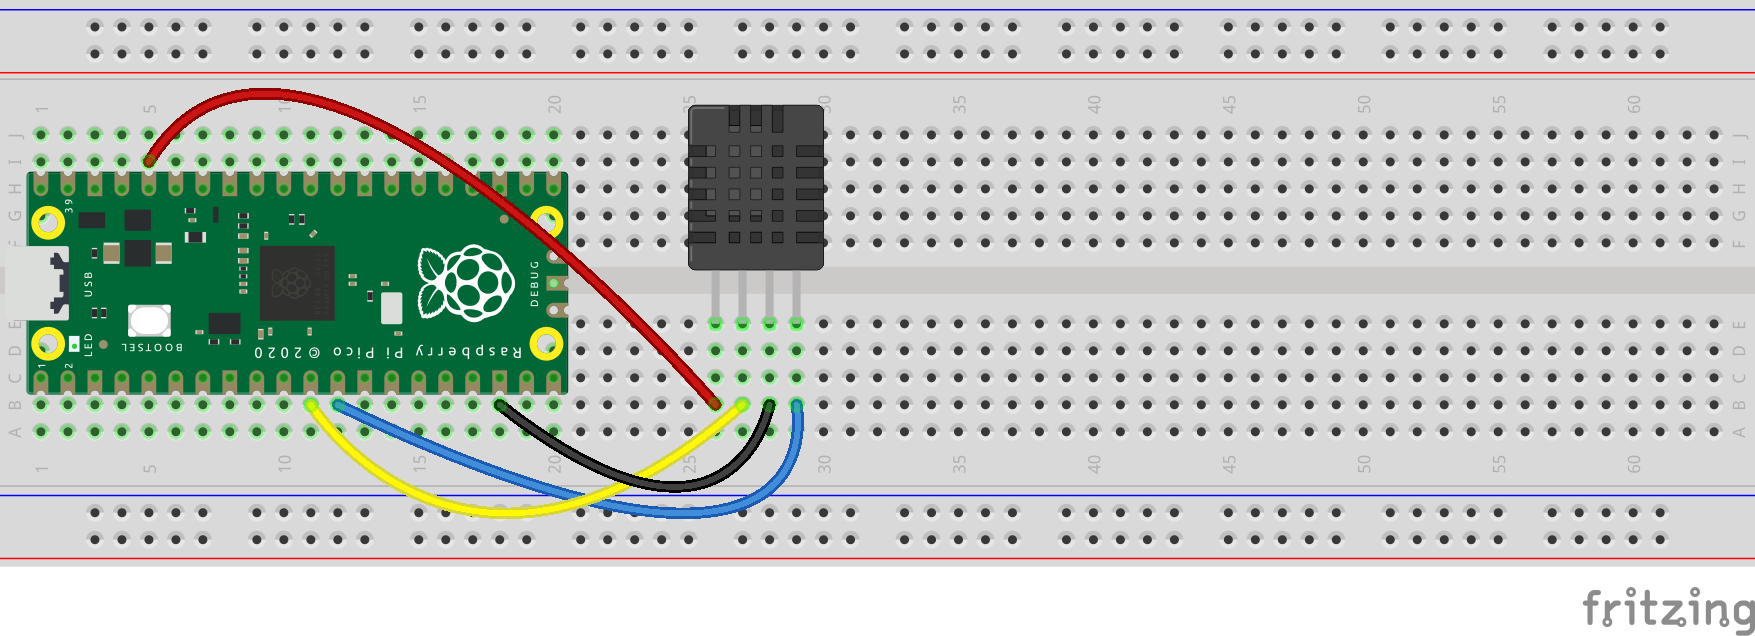 1 5 10 15 20 25 30 35 40 45 50 55 60
J J
I I
H H
G G
F F
39
USB
DEBUG
BOOTSEL
LED
1 2
Raspberry Pi Pico © 2020
E E
D D
C C
B B
A A
1 5 10 15 20 25 30 35 40 45 50 55 60
fritzing